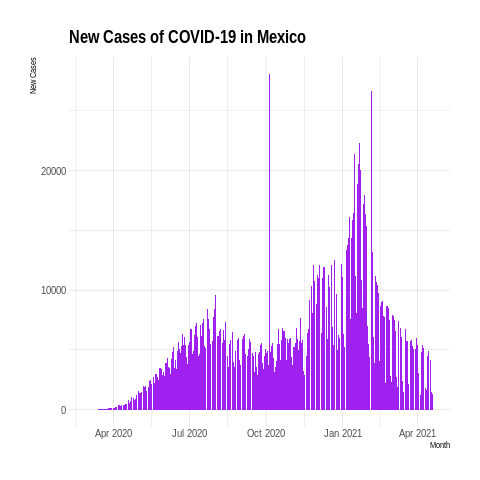 New Cases of COVID-19 in Mexico
New Cases
20000
10000
0
Apr 2020 Jul 2020 Oct 2020 Jan 2021 Apr 2021
Month